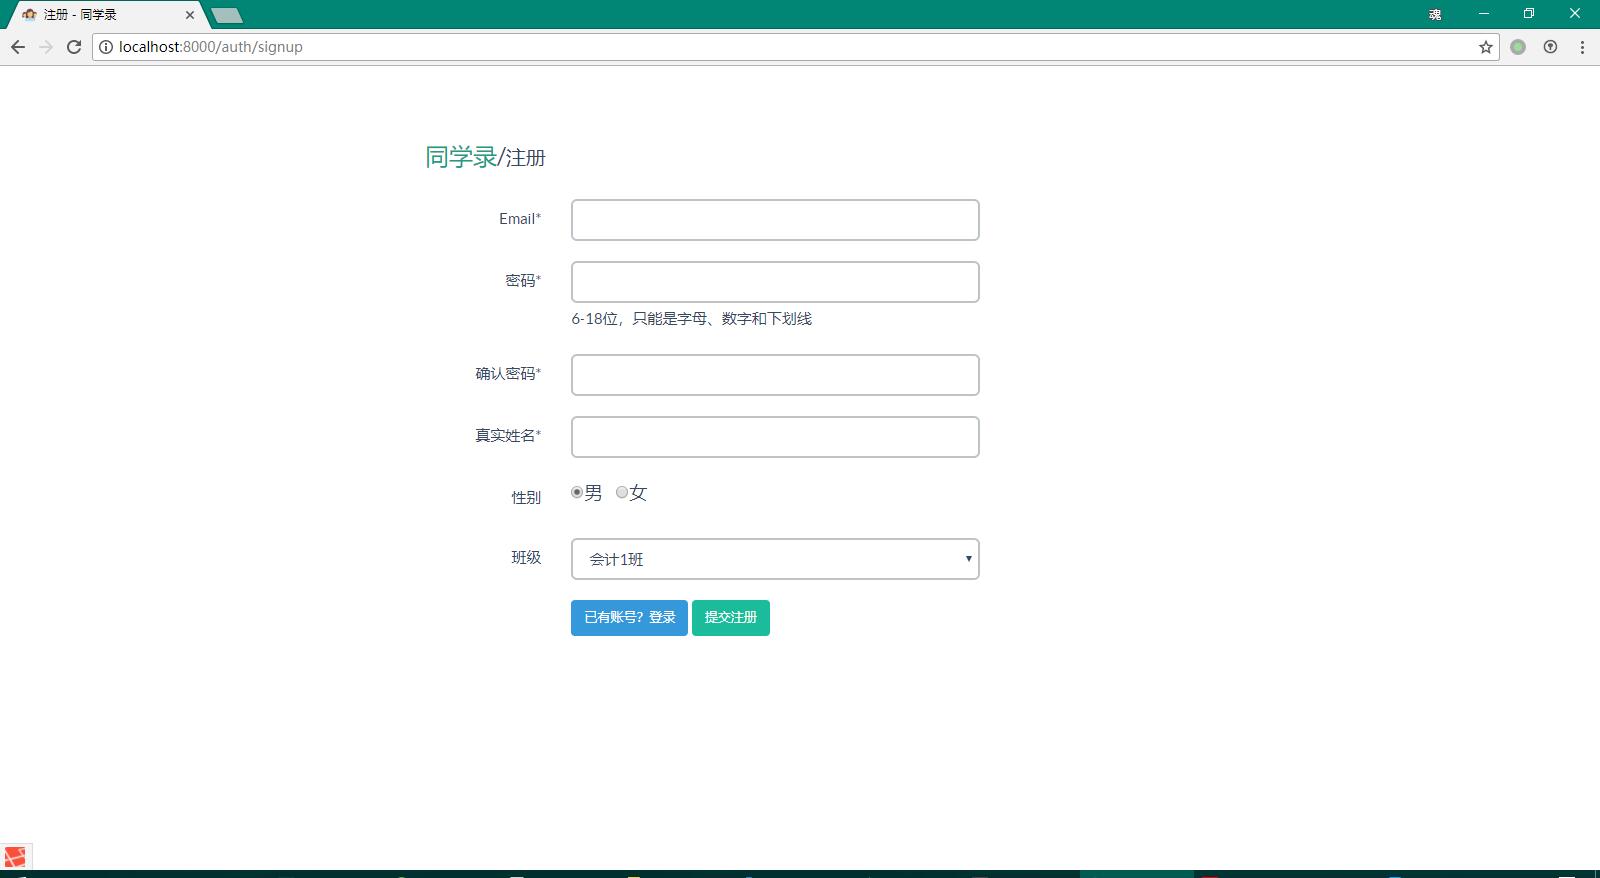 注册 - 同学录
魂
localhost:8000/auth/signup
同学录/注册
Email*
密码*
6-18位，只能是字母、数字和下划线
确认密码*
真实姓名*
性别 男 女
班级 会计1班
已有账号？登录 提交注册